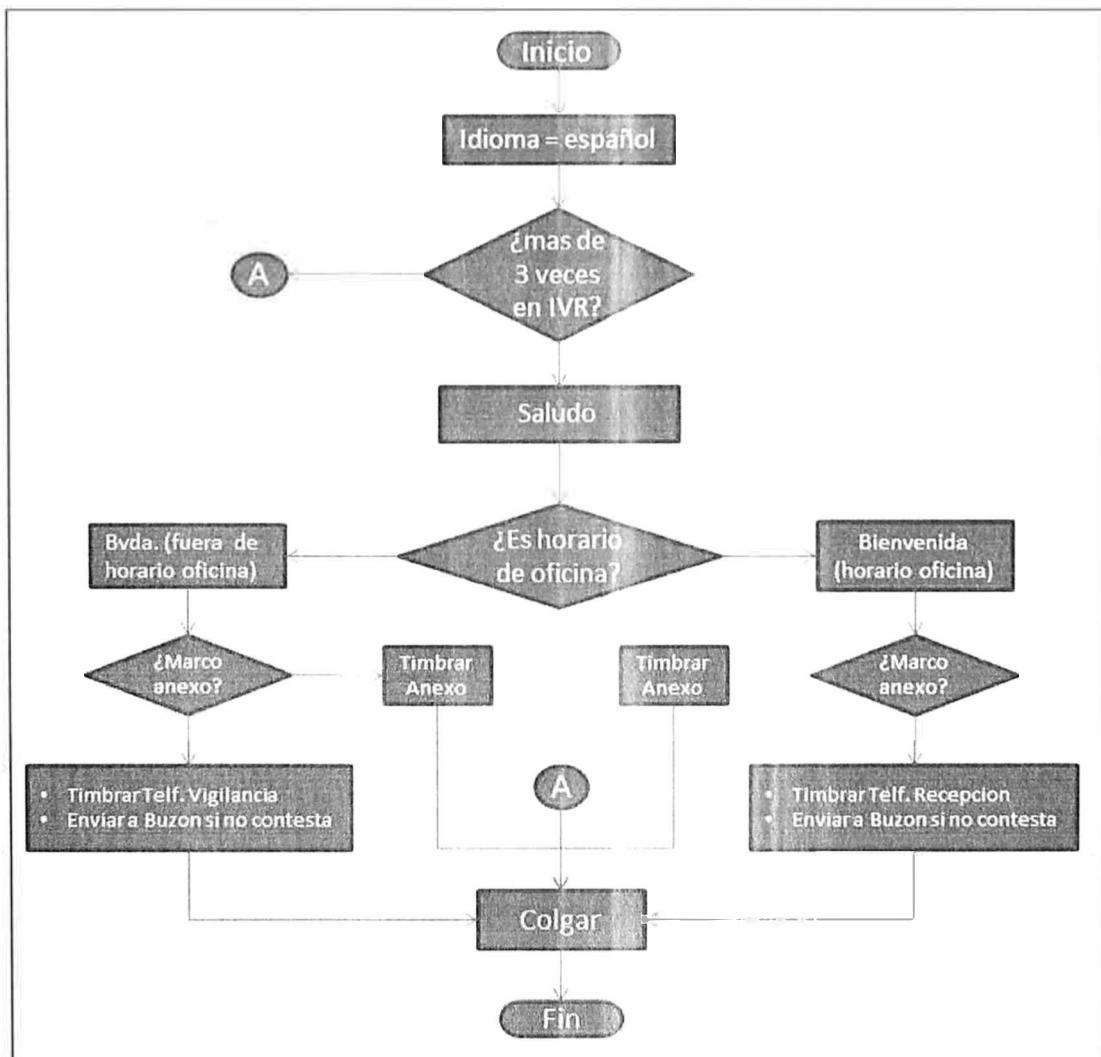 Inicio
Idioma = español
¿mas de
3 veces
en IVR?
A
Saludo
¿Es horario
de oficina?
Bvda. (fuera de
horario oficina)
Bienvenida
(horario oficina)
¿Marco
anexo?
Timbrar
Anexo
Timbrar
Anexo
¿Marco
anexo?
• Timbrar Telf. Vigilancia
• Enviar a Buzon si no contesta
A
• Timbrar Telf. Recepcion
• Enviar a Buzon si no contesta
Colgar
Fin